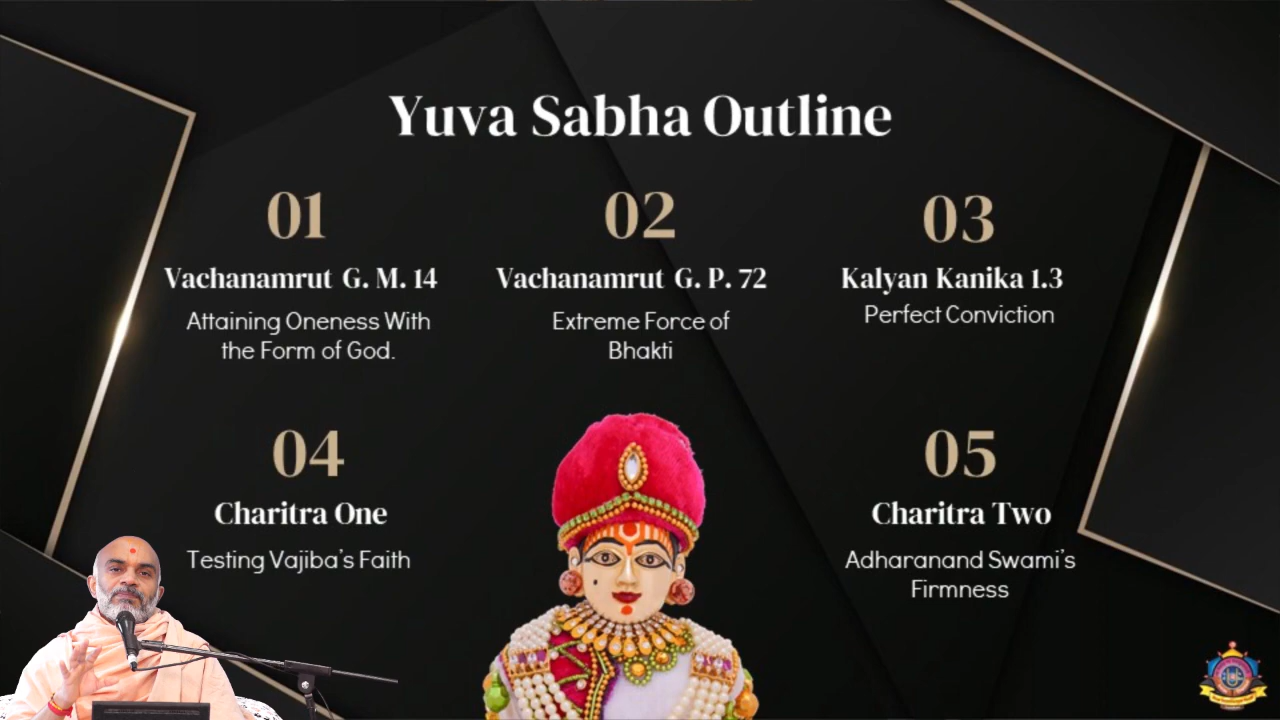 Yuva Sabha Outline
01
Vachanamrut G. M. 14
Attaining Oneness With
the Form of God.
02
Vachanamrut G. P. 72
Extreme Force of
Bhakti
03
Kalyan Kanika 1.3
Perfect Conviction
04
Charitra One
Testing Vajiba's Faith
05
Charitra Two
Adharanand Swami's
Firmness